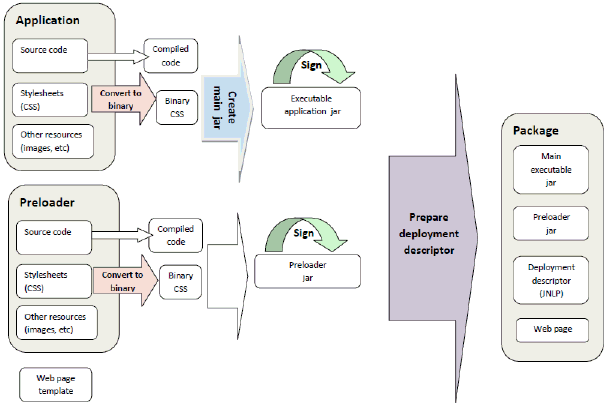 Application
Source code
Compiled
code
Stylesheets
(CSS)
Convert to
binary
Binary
CSS
Other resources
(images, etc)
Create
main jar
Sign
Executable
application jar
Preloader
Source code
Compiled
code
Stylesheets
(CSS)
Convert to
binary
Binary
CSS
Other resources
(images, etc)
Sign
Preloader
jar
Web page
template
Prepare
deployment
descriptor
Package
Main
executable
jar
Preloader
jar
Deployment
descriptor
(JNLP)
Web page